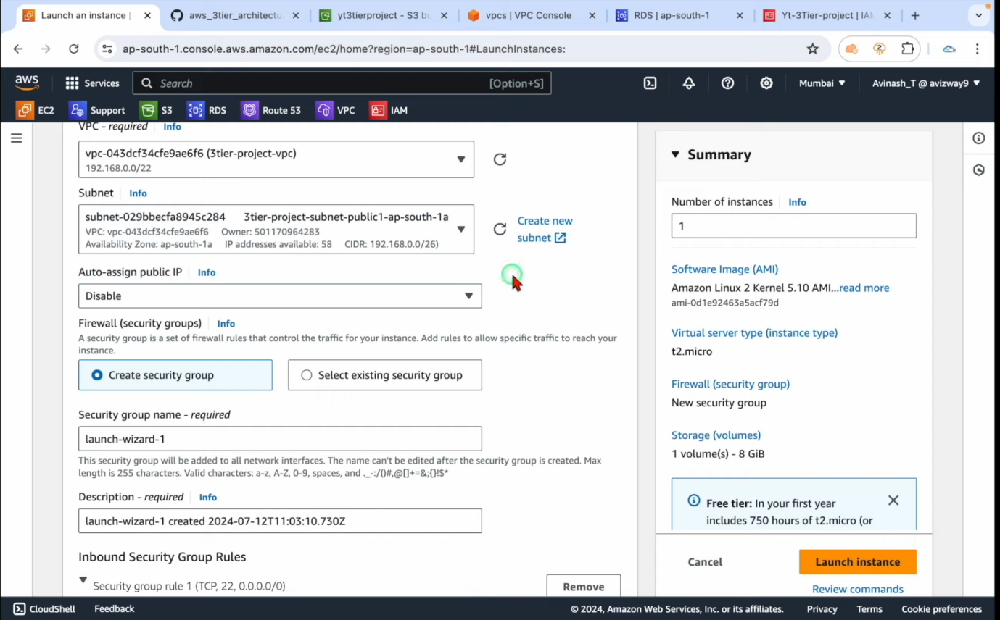 Launch an instance |
aws_3tier_architectu
yt3tierproject - S3 bu
vpcs | VPC Console
RDS | ap-south-1
Yt-3Tier-project | IAM
ap-south-1.console.aws.amazon.com/ec2/home?region=ap-south-1#LaunchInstances:
2
aws
Services
Search
[Option+S]
Mumbai
Avinash_T @ avizway9
EC2
Support
S3
RDS
Route 53
VPC
IAM
VPC - required
Info
vpc-043dcf34cfe9ae6f6 (3tier-project-vpc)
192.168.0.0/22
Subnet
Info
subnet-029bbecfa8945c284 3tier-project-subnet-public1-ap-south-1a
VPC: vpc-043dcf34cfe9ae6f6 Owner: 501170964283
Availability Zone: ap-south-1a IP addresses available: 58 CIDR: 192.168.0.0/26)
Create new
subnet
Auto-assign public IP
Info
Disable
Firewall (security groups)
Info
A security group is a set of firewall rules that control the traffic for your instance. Add rules to allow specific traffic to reach your
instance.
Create security group
Select existing security group
Security group name - required
launch-wizard-1
This security group will be added to all network interfaces. The name can't be edited after the security group is created. Max
length is 255 characters. Valid characters: a-z, A-Z, 0-9, spaces, and ._-:/()#,@[]+=&;{}!$*
Description - required
Info
launch-wizard-1 created 2024-07-12T11:03:10.730Z
Inbound Security Group Rules
Security group rule 1 (TCP, 22, 0.0.0.0/0)
Remove
Summary
Number of instances
Info
1
Software Image (AMI)
Amazon Linux 2 Kernel 5.10 AMI...read more
ami-0d1e92463a5acf79d
Virtual server type (instance type)
t2.micro
Firewall (security group)
New security group
Storage (volumes)
1 volume(s) - 8 GiB
Free tier: In your first year
includes 750 hours of t2.micro (or
Cancel
Launch instance
Review commands
CloudShell
Feedback
© 2024, Amazon Web Services, Inc. or its affiliates.
Privacy
Terms
Cookie preferences